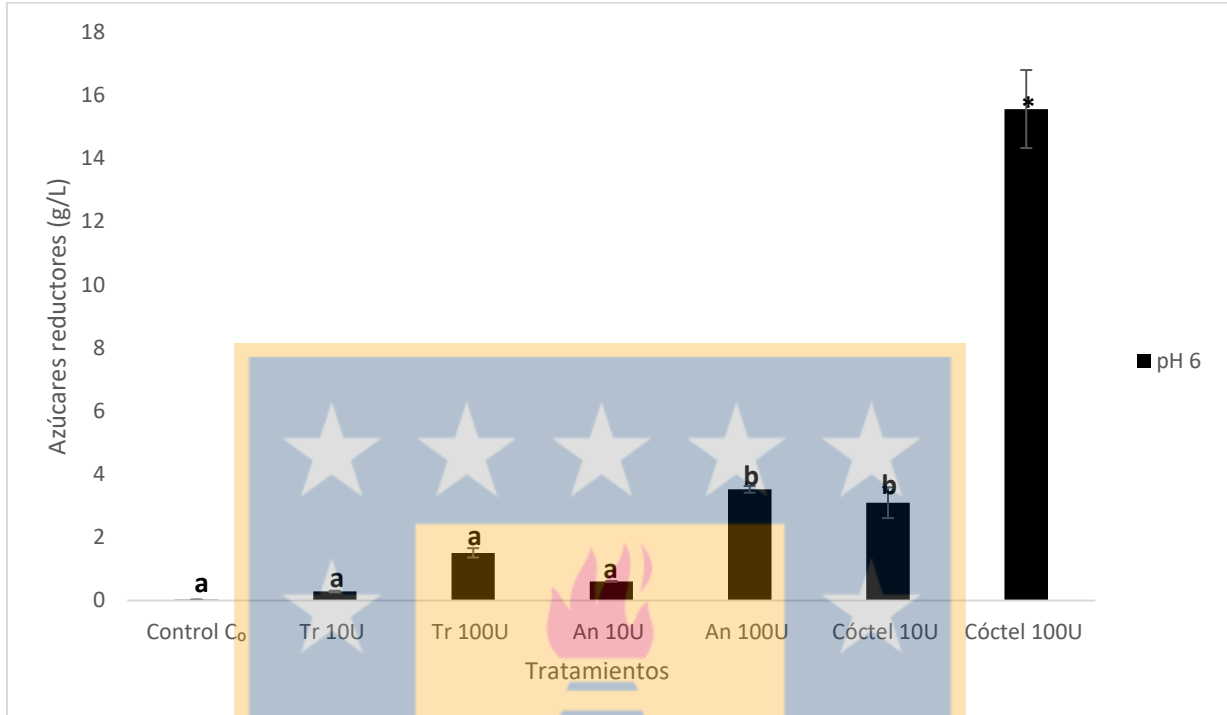 18
16
14
12
10
8
6
4
2
0
Azúcares reductores (g/L)
a
a
a
a
b
b
*
Control C₀
Tr 10U
Tr 100U
An 10U
An 100U
Cóctel 10U
Cóctel 100U
Tratamientos
pH 6